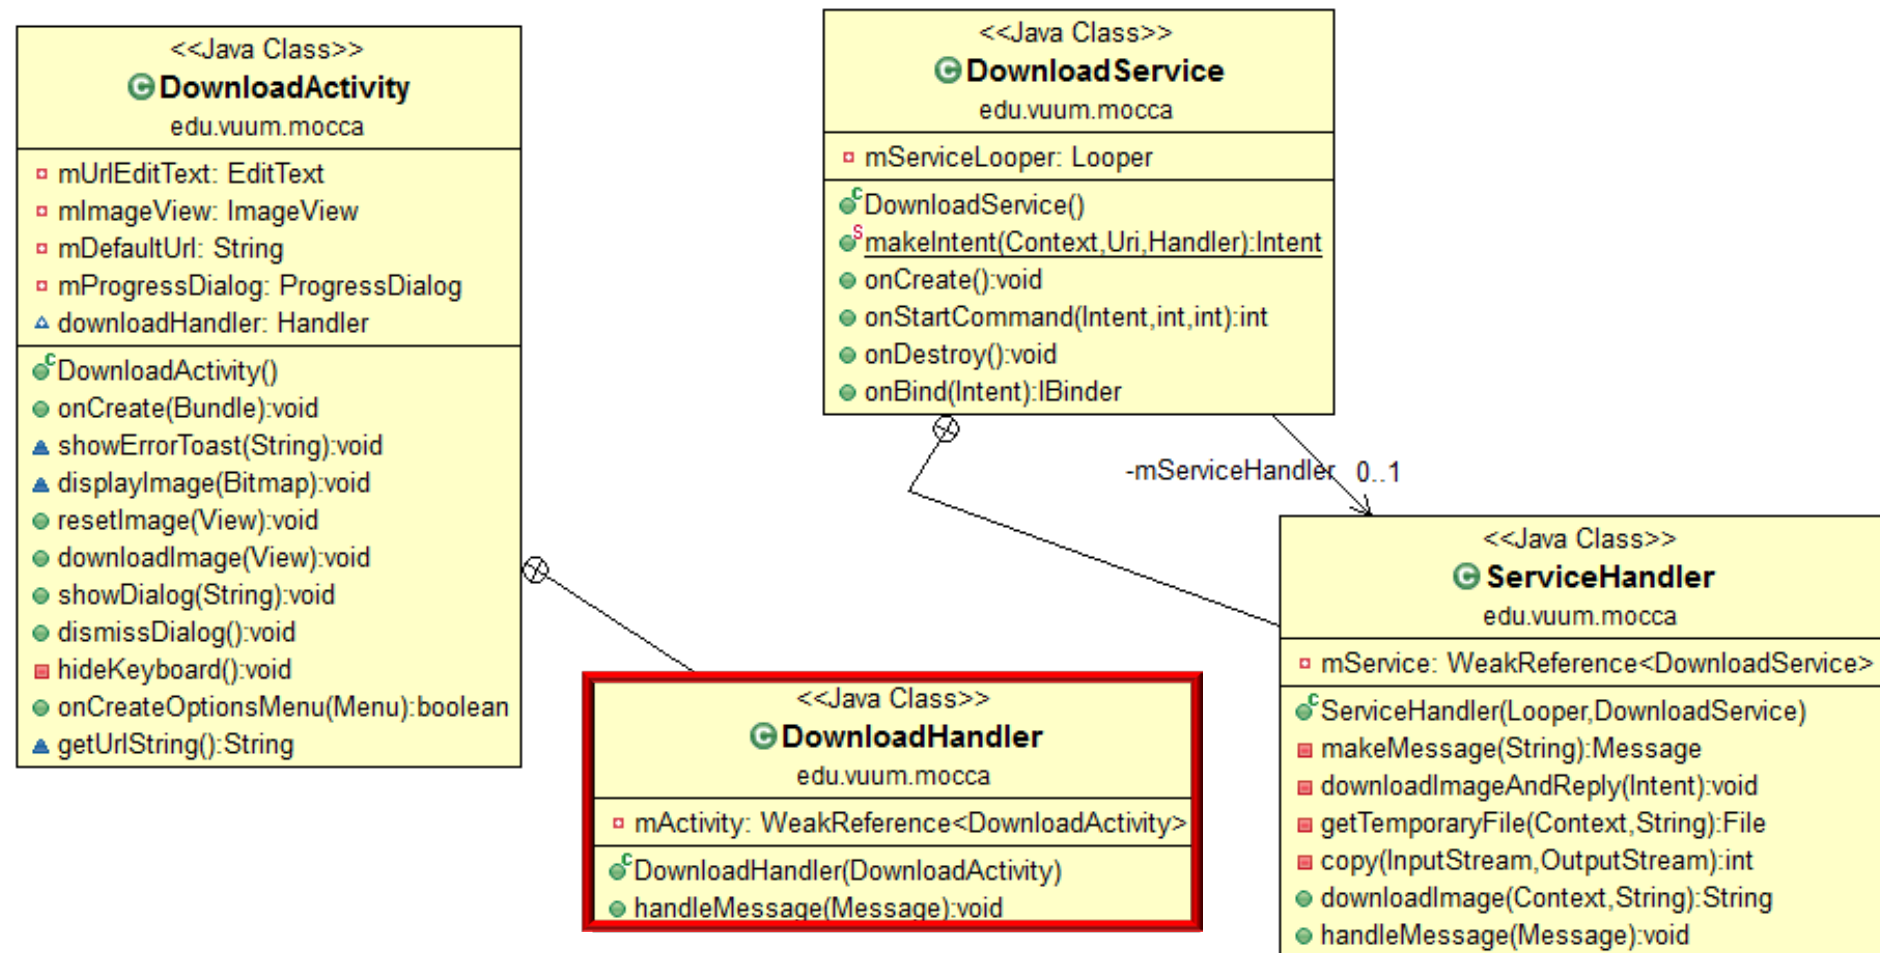 <<Java Class>>
DownloadActivity
edu.vuum.mocca
mUrlEditText: EditText
mImageView: ImageView
mDefaultUrl: String
mProgressDialog: ProgressDialog
downloadHandler: Handler
DownloadActivity()
onCreate(Bundle):void
showErrorToast(String):void
displayImage(Bitmap):void
resetImage(View):void
downloadImage(View):void
showDialog(String):void
dismissDialog():void
hideKeyboard():void
onCreateOptionsMenu(Menu):boolean
getUrlString():String
<<Java Class>>
DownloadService
edu.vuum.mocca
mServiceLooper: Looper
DownloadService()
makeIntent(Context,Uri,Handler):Intent
onCreate():void
onStartCommand(Intent,int,int):int
onDestroy():void
onBind(Intent):IBinder
-mServiceHandler 0..1
<<Java Class>>
DownloadHandler
edu.vuum.mocca
mActivity: WeakReference<DownloadActivity>
DownloadHandler(DownloadActivity)
handleMessage(Message):void
<<Java Class>>
ServiceHandler
edu.vuum.mocca
mService: WeakReference<DownloadService>
ServiceHandler(Looper,DownloadService)
makeMessage(String):Message
downloadImageAndReply(Intent):void
getTemporaryFile(Context,String):File
copy(InputStream,OutputStream):int
downloadImage(Context,String):String
handleMessage(Message):void